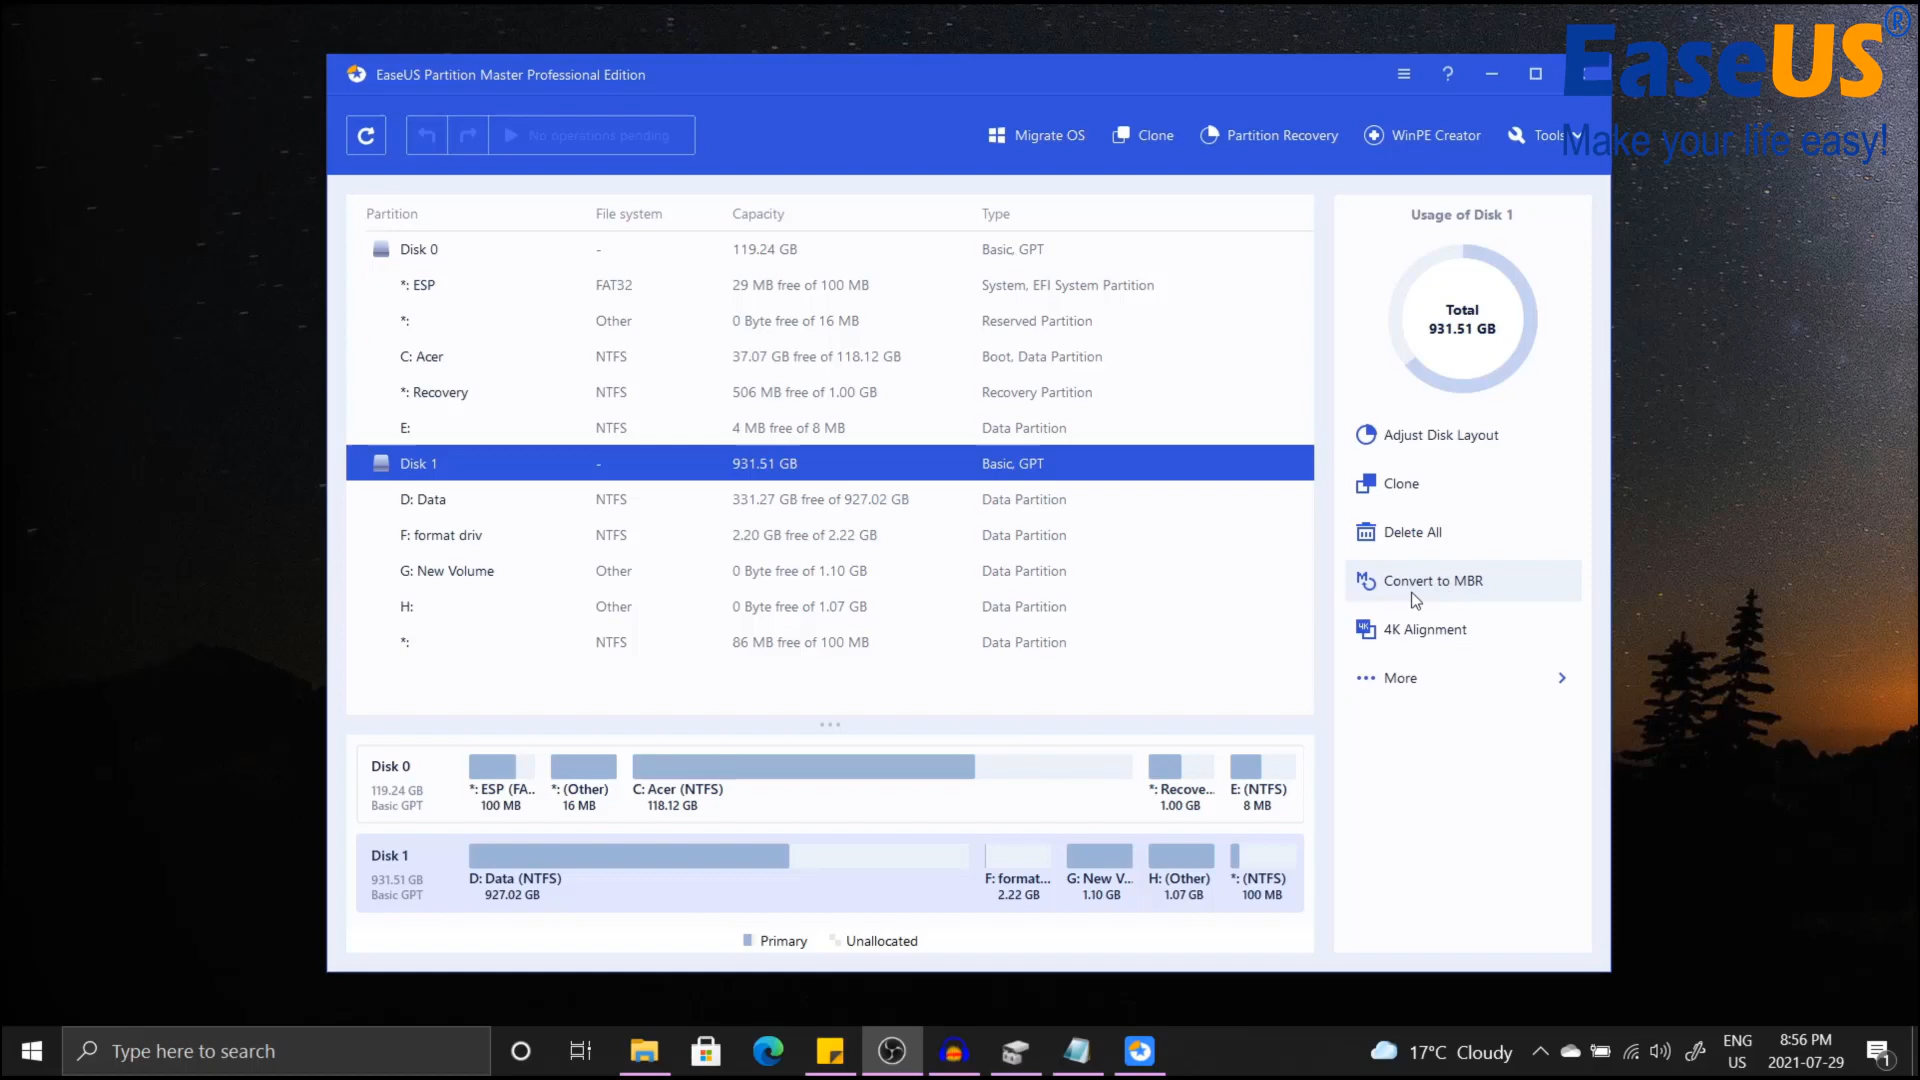 EaseUS®
Make your life easy!
EaseUS Partition Master Professional Edition
No operations pending
Migrate OS
Clone
Partition Recovery
WinPE Creator
Tools
Partition File system Capacity Type
Disk 0 - 119.24 GB Basic, GPT
*: ESP FAT32 29 MB free of 100 MB System, EFI System Partition
*: Other 0 Byte free of 16 MB Reserved Partition
C: Acer NTFS 37.07 GB free of 118.12 GB Boot, Data Partition
*: Recovery NTFS 506 MB free of 1.00 GB Recovery Partition
E: NTFS 4 MB free of 8 MB Data Partition
Disk 1 - 931.51 GB Basic, GPT
D: Data NTFS 331.27 GB free of 927.02 GB Data Partition
F: format driv NTFS 2.20 GB free of 2.22 GB Data Partition
G: New Volume Other 0 Byte free of 1.10 GB Data Partition
H: Other 0 Byte free of 1.07 GB Data Partition
*: NTFS 86 MB free of 100 MB Data Partition
Usage of Disk 1
Total
931.51 GB
Adjust Disk Layout
Clone
Delete All
Convert to MBR
4K Alignment
More
Disk 0
119.24 GB
Basic GPT
*: ESP (FA..
100 MB
*: (Other)
16 MB
C: Acer (NTFS)
118.12 GB
*: Recove...
1.00 GB
E: (NTFS)
8 MB
Disk 1
931.51 GB
Basic GPT
D: Data (NTFS)
927.02 GB
F: format...
2.22 GB
G: New V...
1.10 GB
H: (Other)
1.07 GB
*: (NTFS)
100 MB
Primary Unallocated
Type here to search
17°C Cloudy
ENG
US
8:56 PM
2021-07-29
1